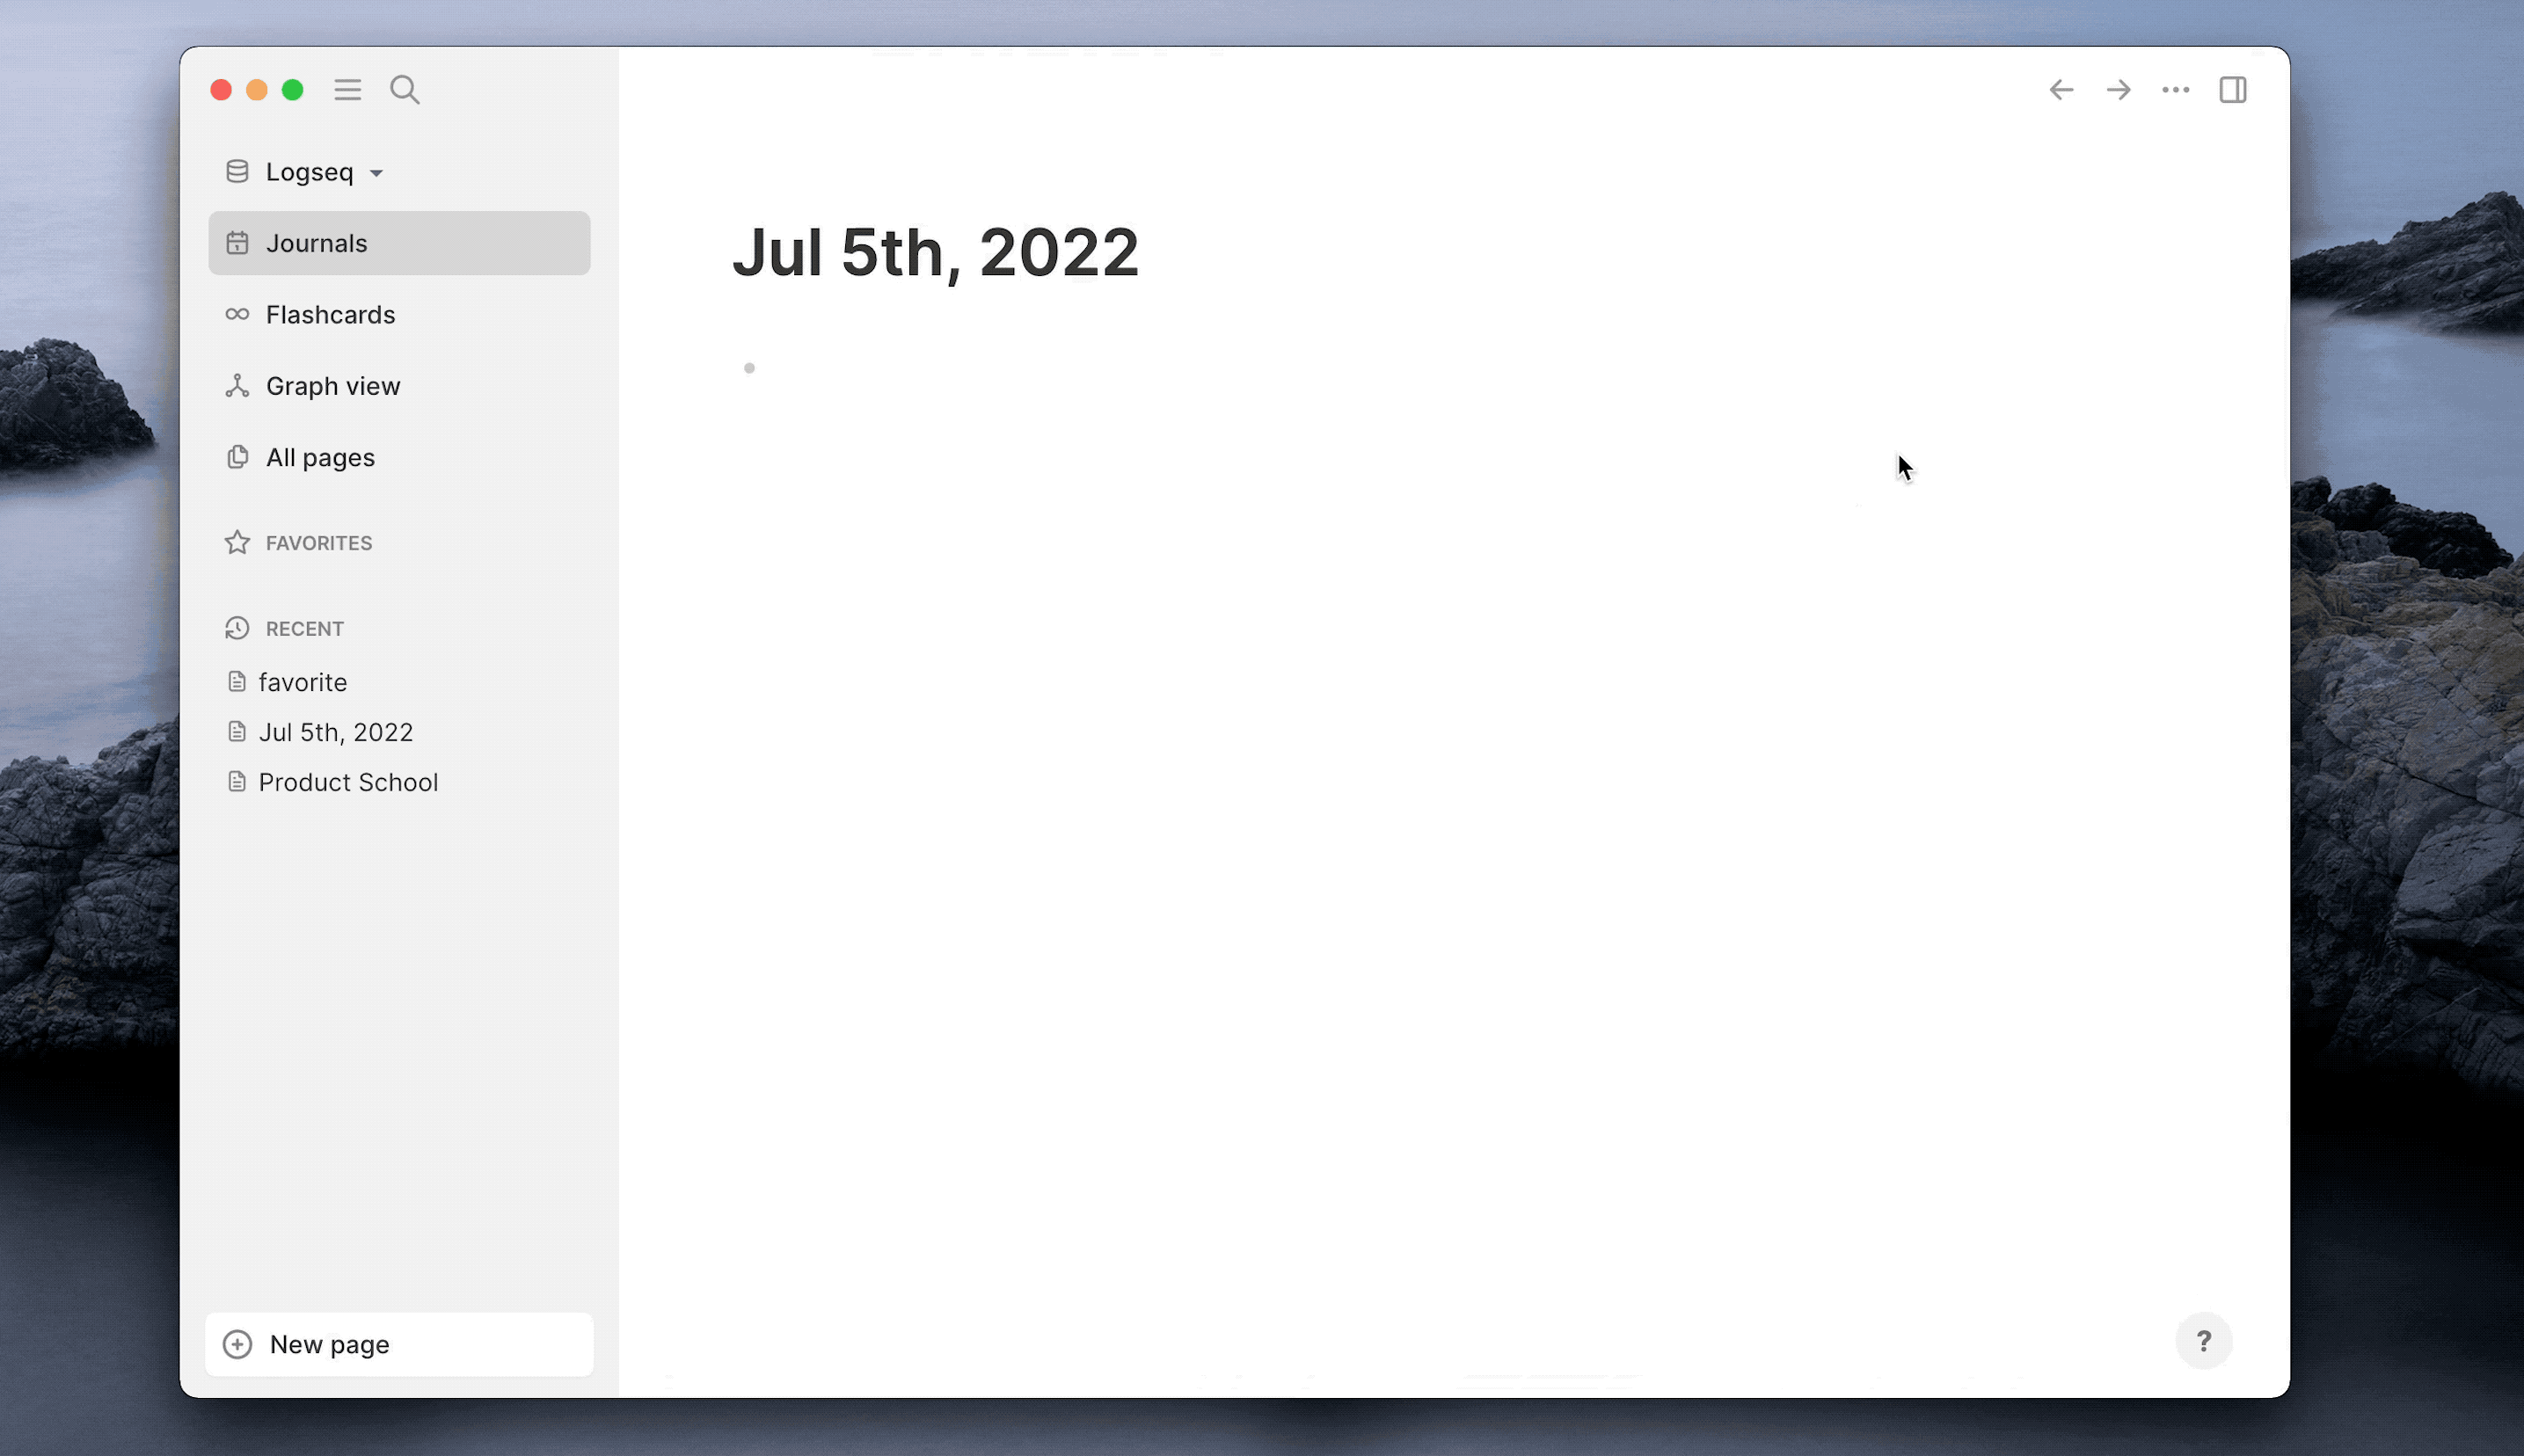 Logseq
Journals
Flashcards
Graph view
All pages
FAVORITES
RECENT
favorite
Jul 5th, 2022
Product School
New page
Jul 5th, 2022
?